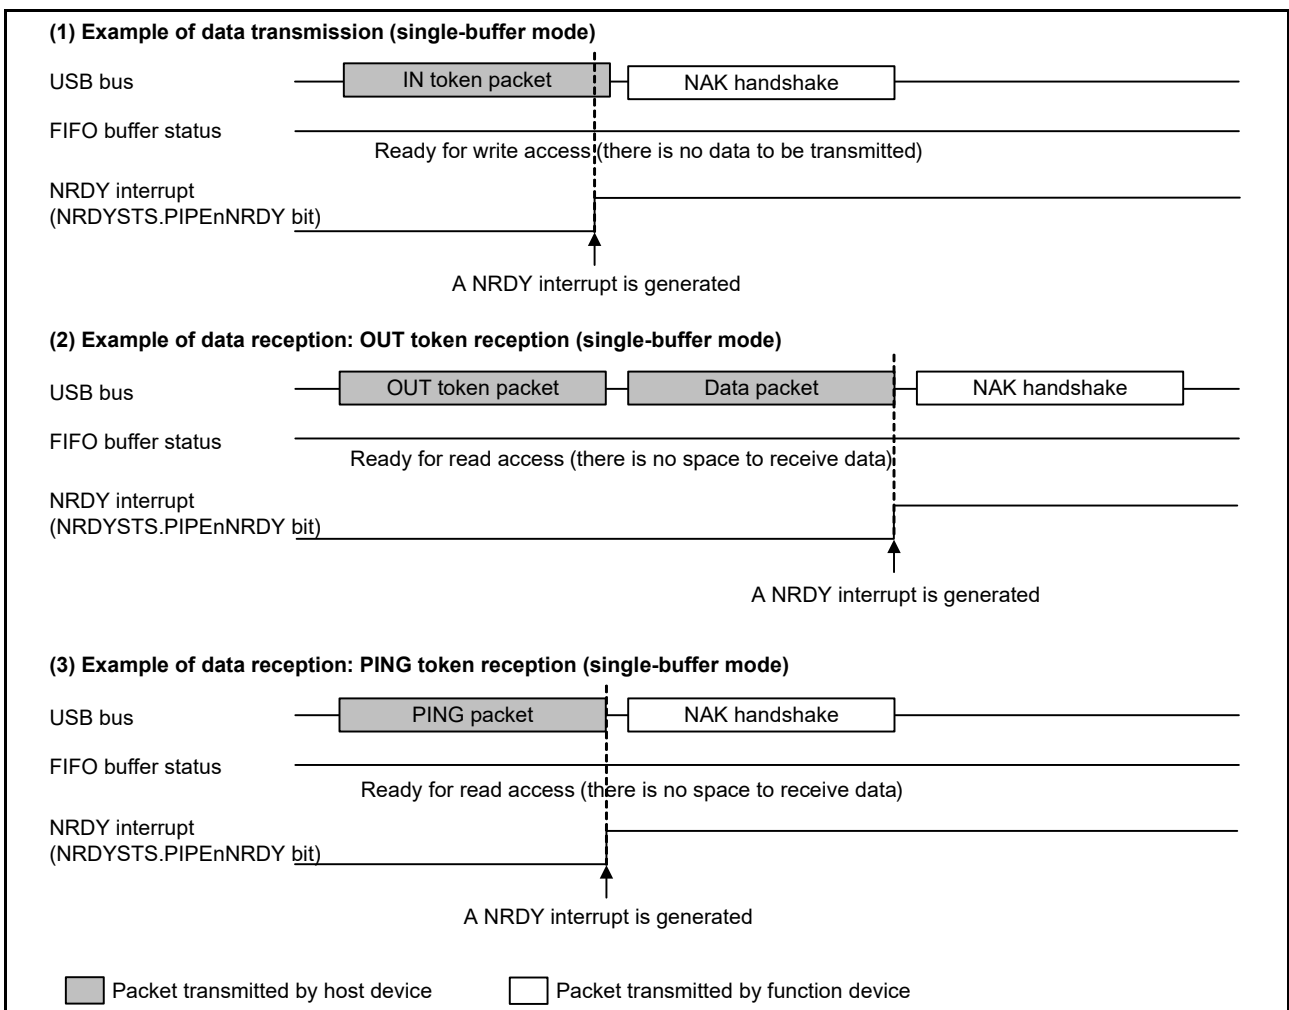 (1) Example of data transmission (single-buffer mode)
USB bus
IN token packet
NAK handshake
FIFO buffer status
Ready for write access (there is no data to be transmitted)
NRDY interrupt
(NRDYSTS.PIPEnNRDY bit)
A NRDY interrupt is generated
(2) Example of data reception: OUT token reception (single-buffer mode)
USB bus
OUT token packet
Data packet
NAK handshake
FIFO buffer status
Ready for read access (there is no space to receive data)
NRDY interrupt
(NRDYSTS.PIPEnNRDY bit)
A NRDY interrupt is generated
(3) Example of data reception: PING token reception (single-buffer mode)
USB bus
PING packet
NAK handshake
FIFO buffer status
Ready for read access (there is no space to receive data)
NRDY interrupt
(NRDYSTS.PIPEnNRDY bit)
A NRDY interrupt is generated
Packet transmitted by host device
Packet transmitted by function device